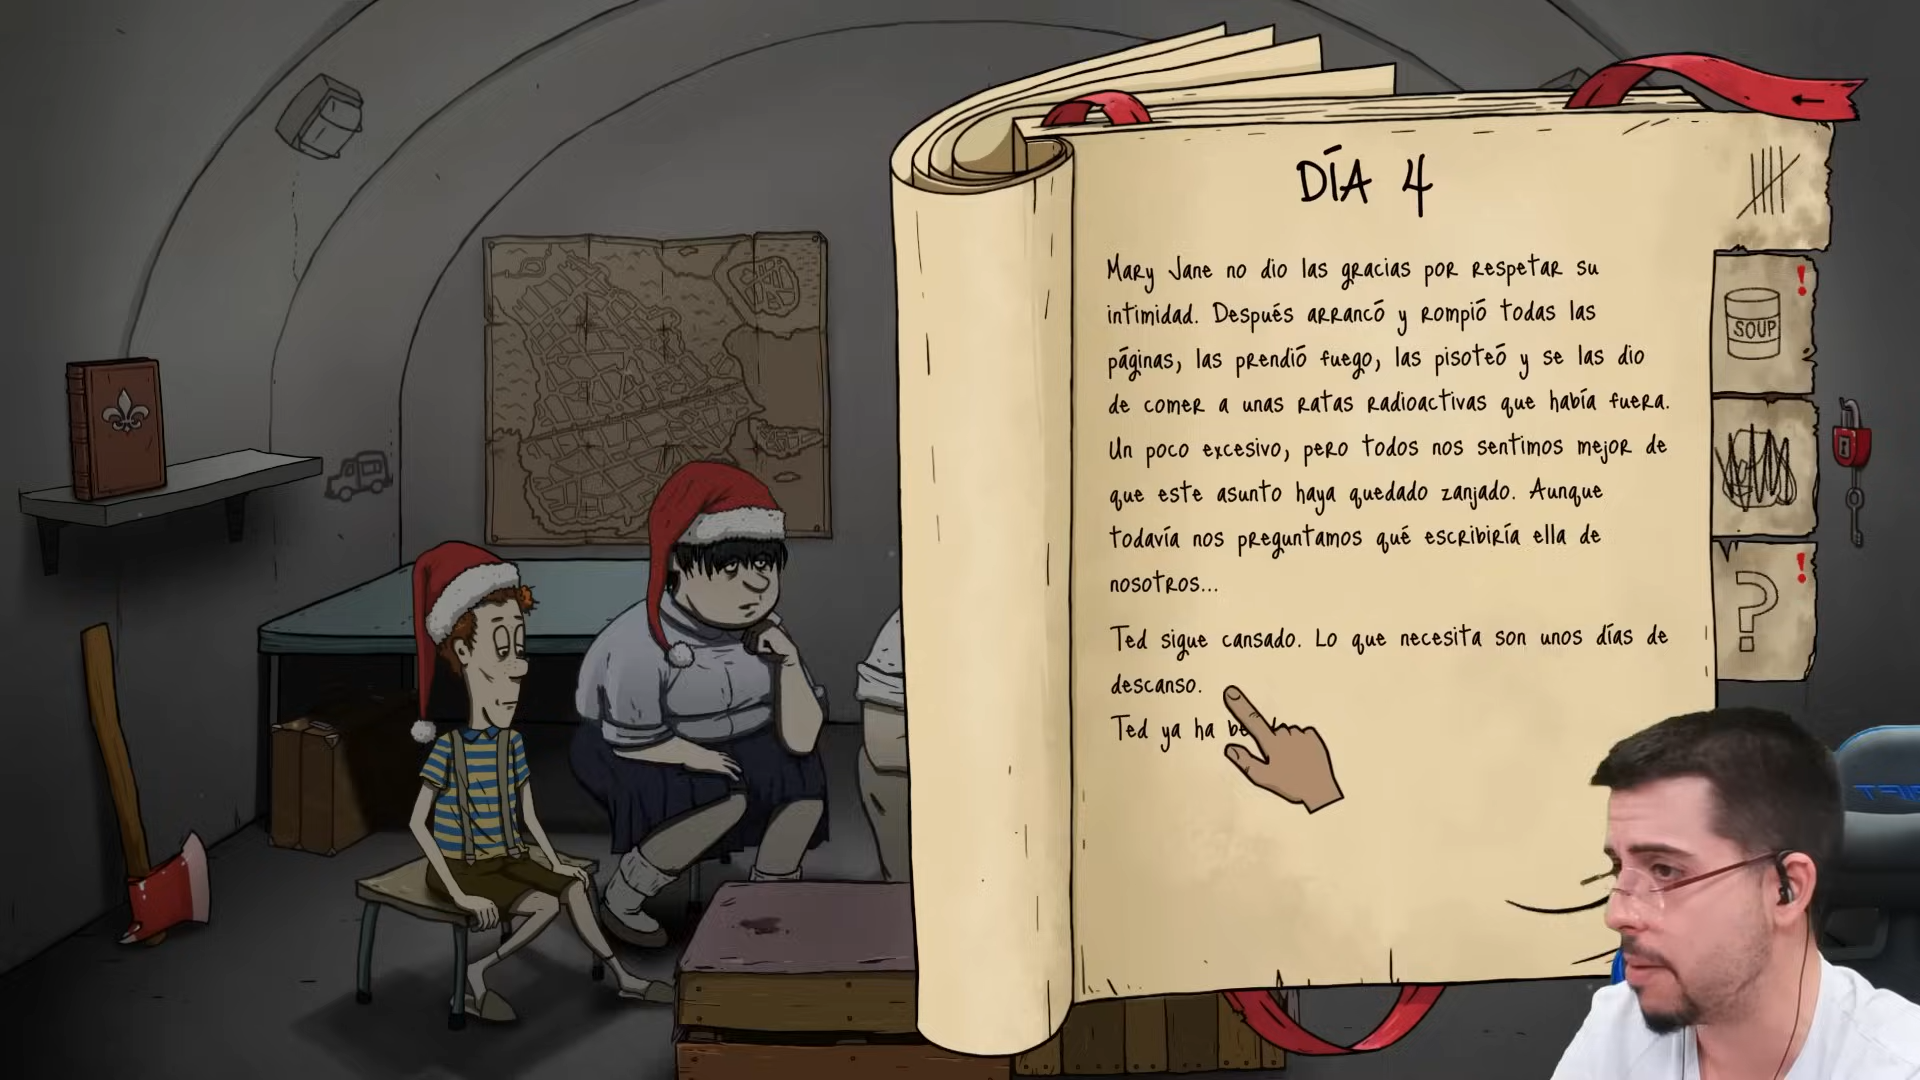 DÍA 4
Mary Jane no dio las gracias por respetar su
intimidad. Después arrancó y rompió todas las
páginas, las prendió fuego, las pisoteó y se las dio
de comer a unas ratas radioactivas que había fuera.
Un poco excesivo, pero todos nos sentimos mejor de
que este asunto haya quedado zanjado. Aunque
todavía nos preguntamos qué escribiría ella de
nosotros...
Ted sigue cansado. Lo que necesita son unos días de
descanso.
Ted ya ha
!
SOUP
!
?